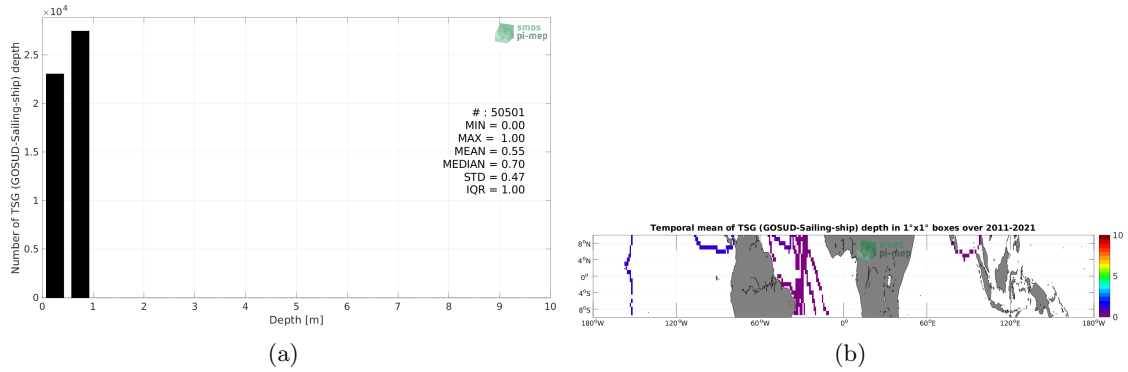 ×10⁴
smos
pi-mep
Number of TSG (GOSUD-Sailing-ship) depth
2.5
2
1.5
1
0.5
0
# : 50501
MIN = 0.00
MAX = 1.00
MEAN = 0.55
MEDIAN = 0.70
STD = 0.47
IQR = 1.00
0 1 2 3 4 5 6 7 8 9 10
Depth [m]
(a)
Temporal mean of TSG (GOSUD-Sailing-ship) depth in 1°x1° boxes over 2011-2021
smos
pi-mep
8°N
4°N
0°
4°S
8°S
180°W 120°W 60°W 0° 60°E 120°E 180°W
10
5
0
(b)